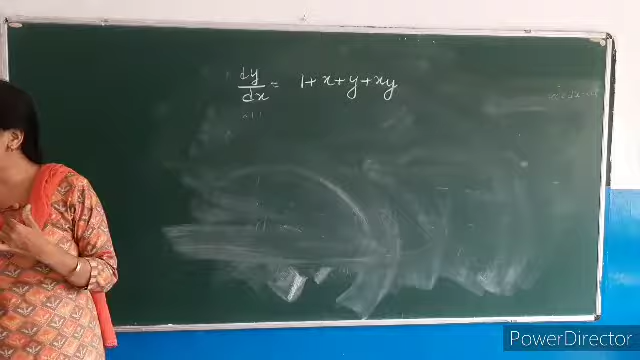 dy/dx = 1+x+y+xy
PowerDirector